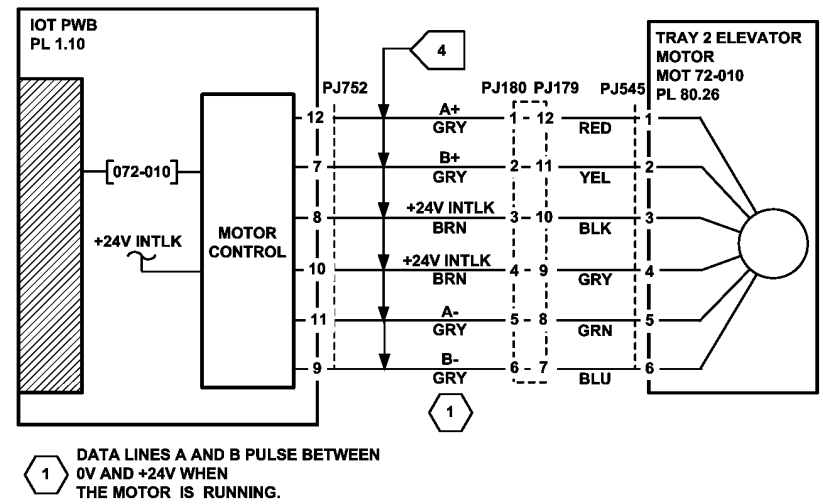 IOT PWB
PL 1.10
4
TRAY 2 ELEVATOR
MOTOR
MOT 72-010
PL 80.26
PJ752
PJ180 PJ179
PJ545
[072-010]
+24V INTLK
MOTOR
CONTROL
12 A+ GRY 1 - 12 RED 1
7 B+ GRY 2 - 11 YEL 2
8 +24V INTLK BRN 3 - 10 BLK 3
10 +24V INTLK BRN 4 - 9 GRY 4
11 A- GRY 5 - 8 GRN 5
9 B- GRY 6 - 7 BLU 6
1
1
DATA LINES A AND B PULSE BETWEEN
0V AND +24V WHEN
THE MOTOR IS RUNNING.